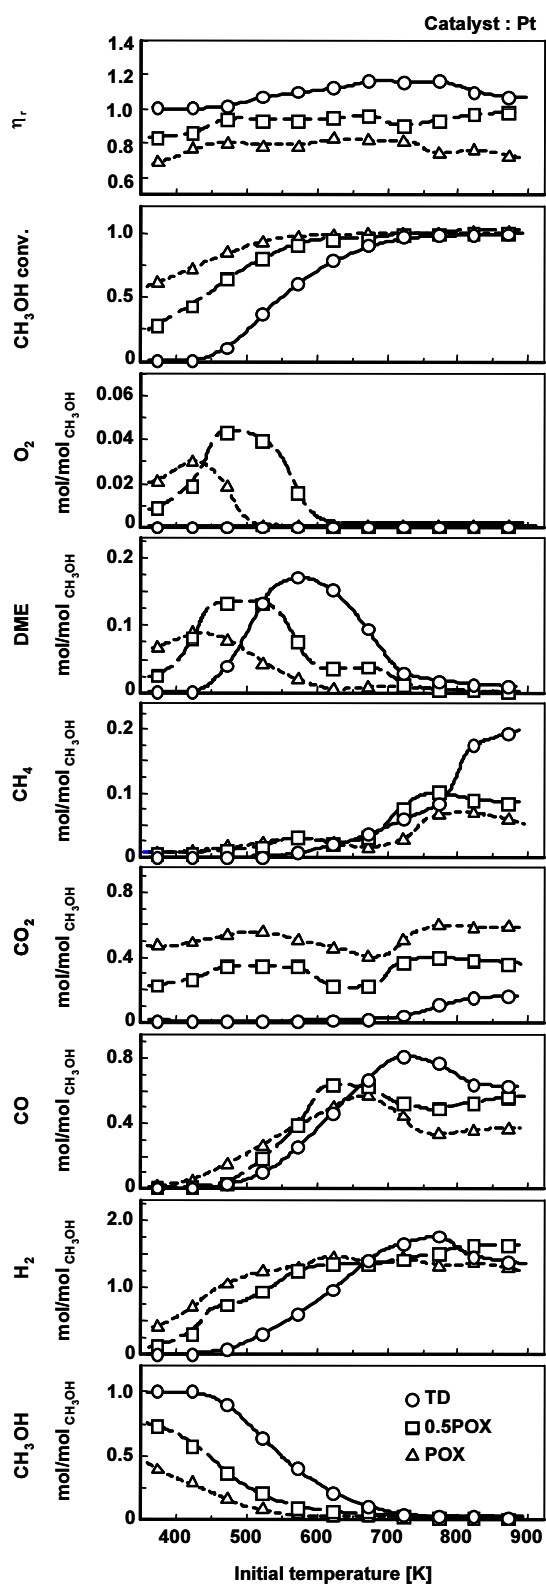 Catalyst : Pt
1.4
1.2
1.0
0.8
0.6
ηr
1.0
0.5
0
CH3OH conv.
0.06
0.04
0.02
0
O2
mol/mol CH3OH
0.2
0.1
0
DME
mol/mol CH3OH
0.2
0.1
0
CH4
mol/mol CH3OH
0.8
0.4
0
CO2
mol/mol CH3OH
0.8
0.4
0
CO
mol/mol CH3OH
2.0
1.0
0
H2
mol/mol CH3OH
1.0
0.5
0
CH3OH
mol/mol CH3OH
TD
0.5POX
POX
400 500 600 700 800 900
Initial temperature [K]